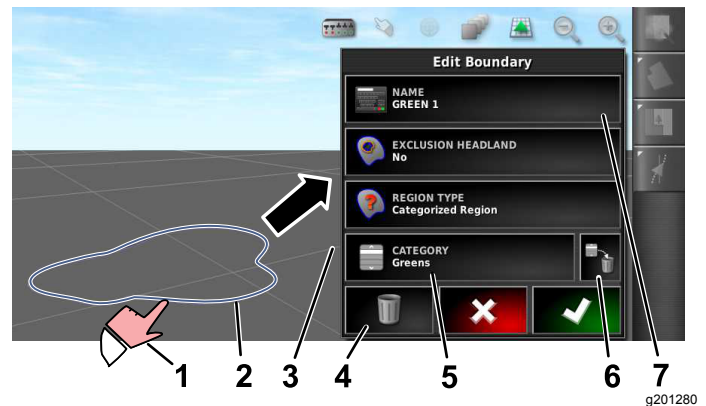 Edit Boundary
NAME
GREEN 1
EXCLUSION HEADLAND
No
REGION TYPE
Categorized Region
CATEGORY
Greens
1 2 3 4 5 6 7
g201280